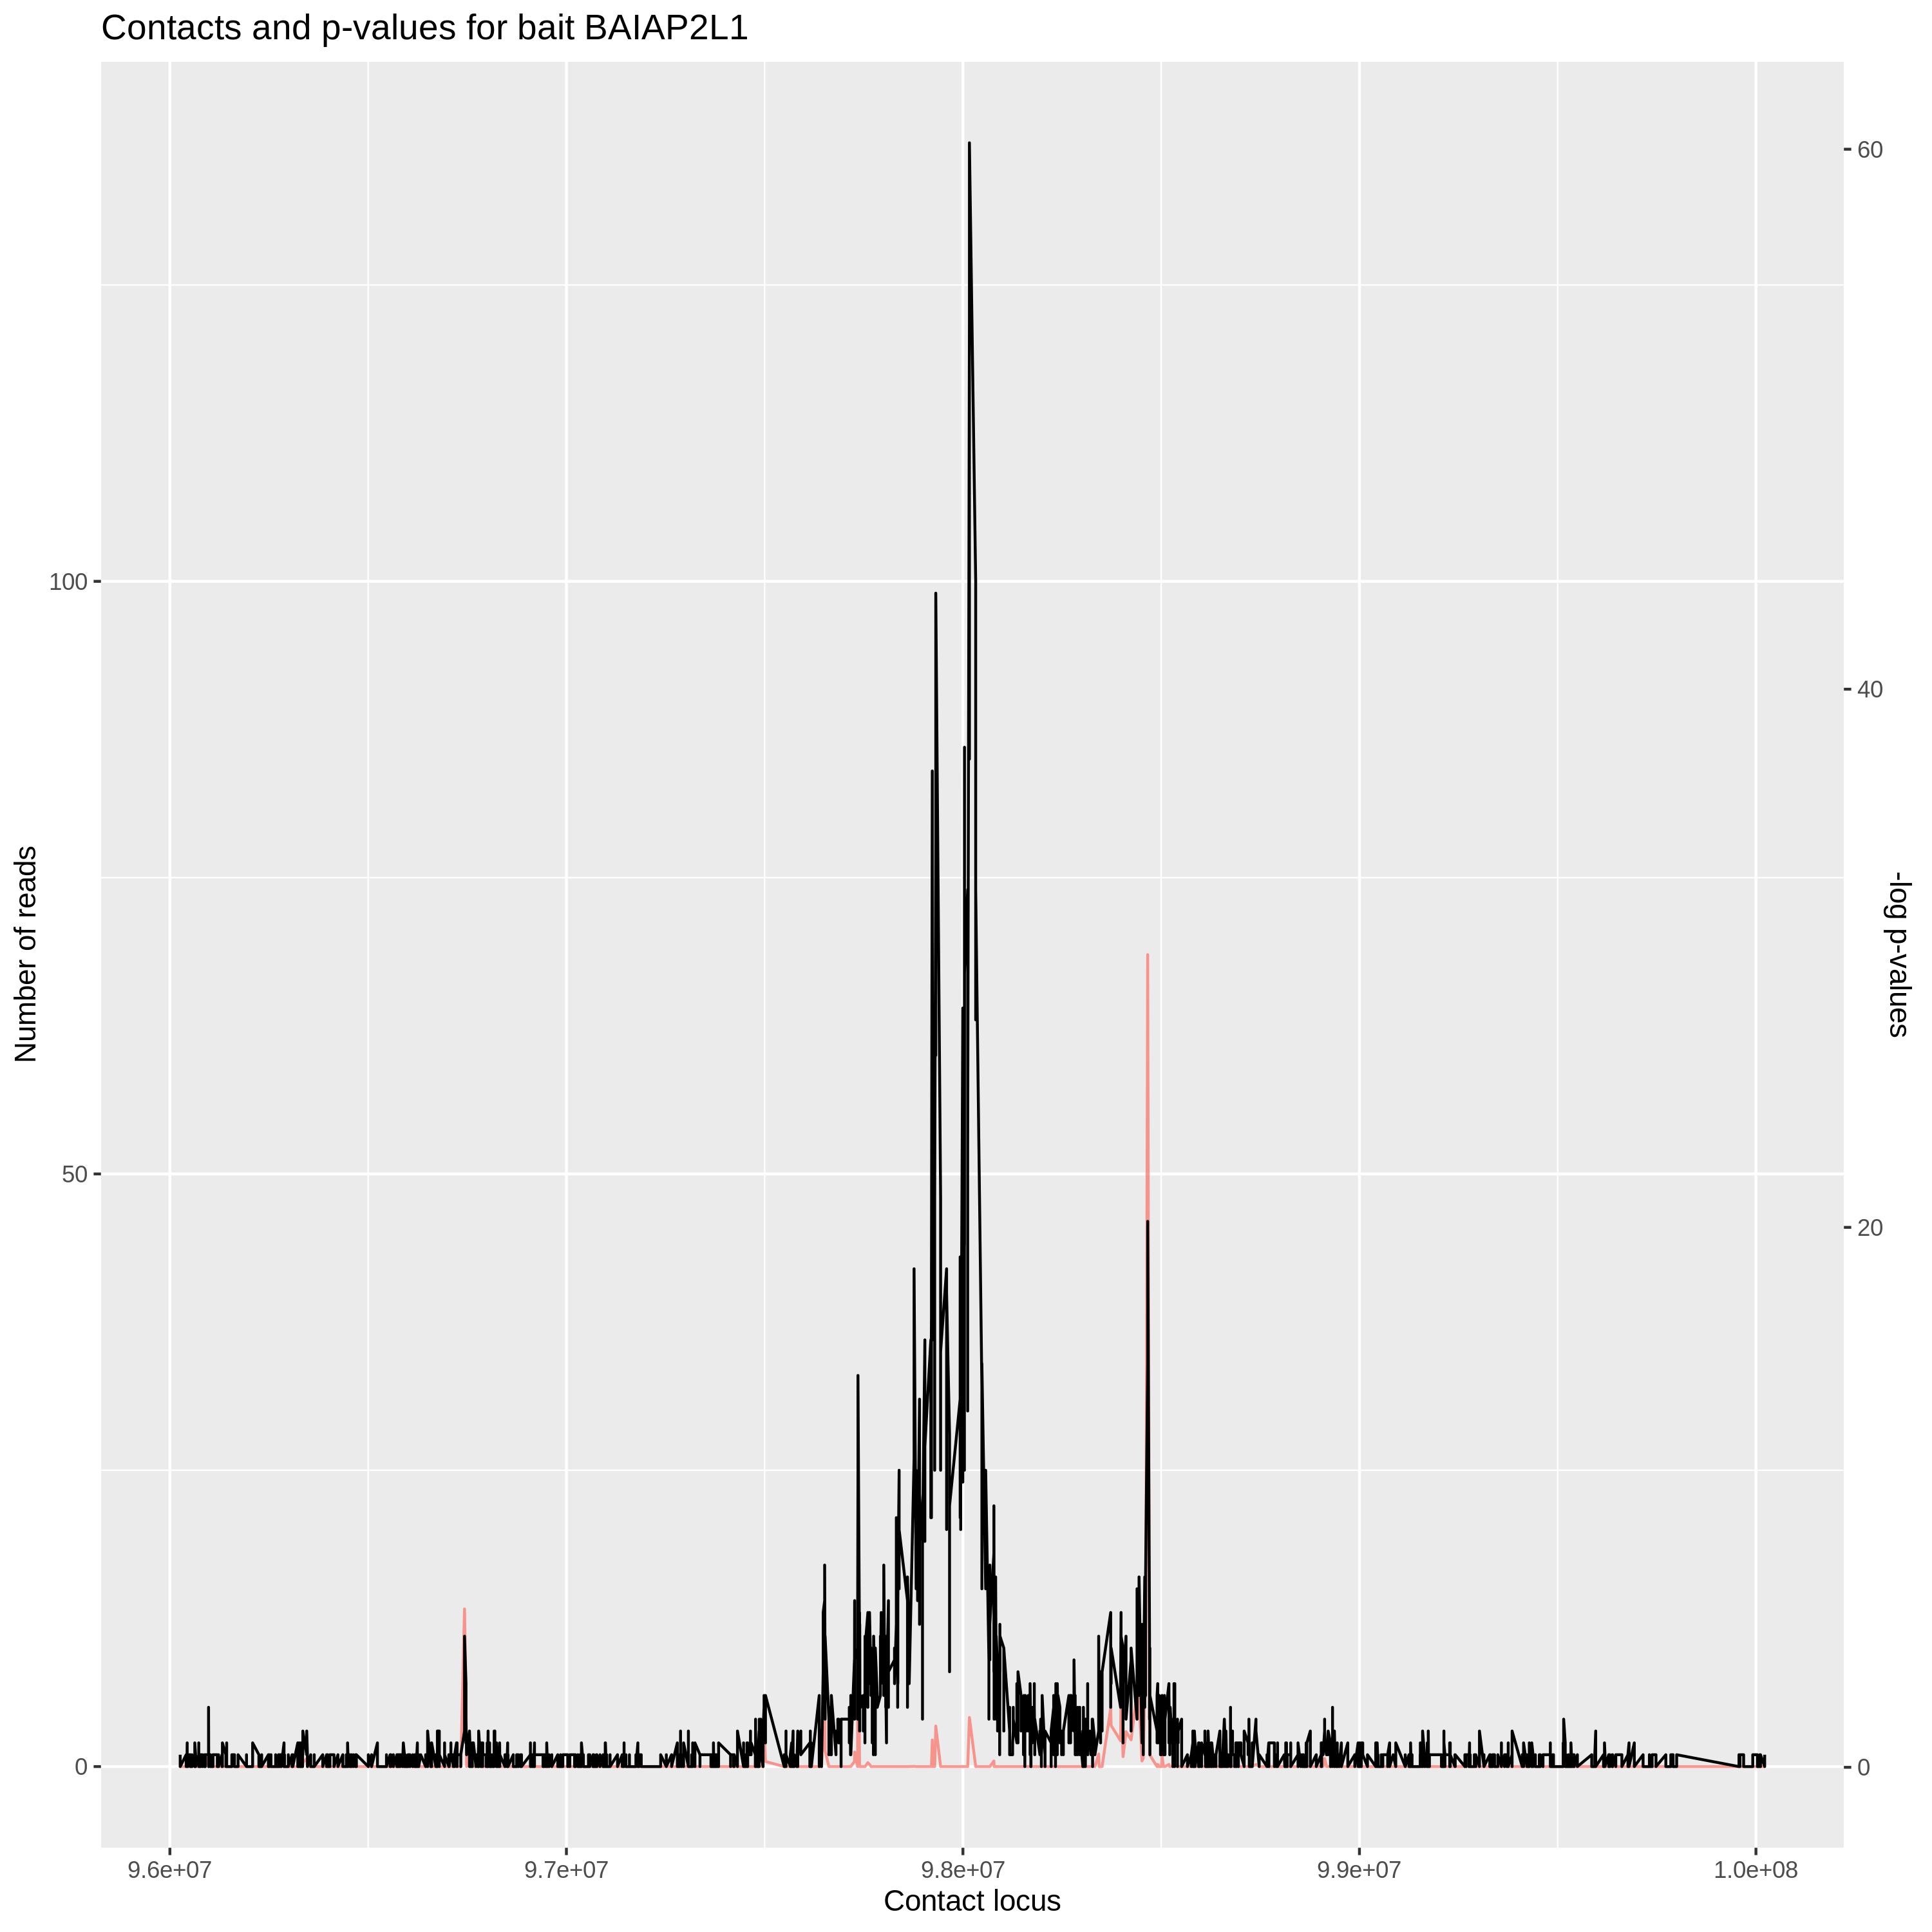 Contacts and p-values for bait BAIAP2L1
Number of reads
100
50
0
60
40
20
0
-log p-values
9.6e+07
9.7e+07
9.8e+07
9.9e+07
1.0e+08
Contact locus